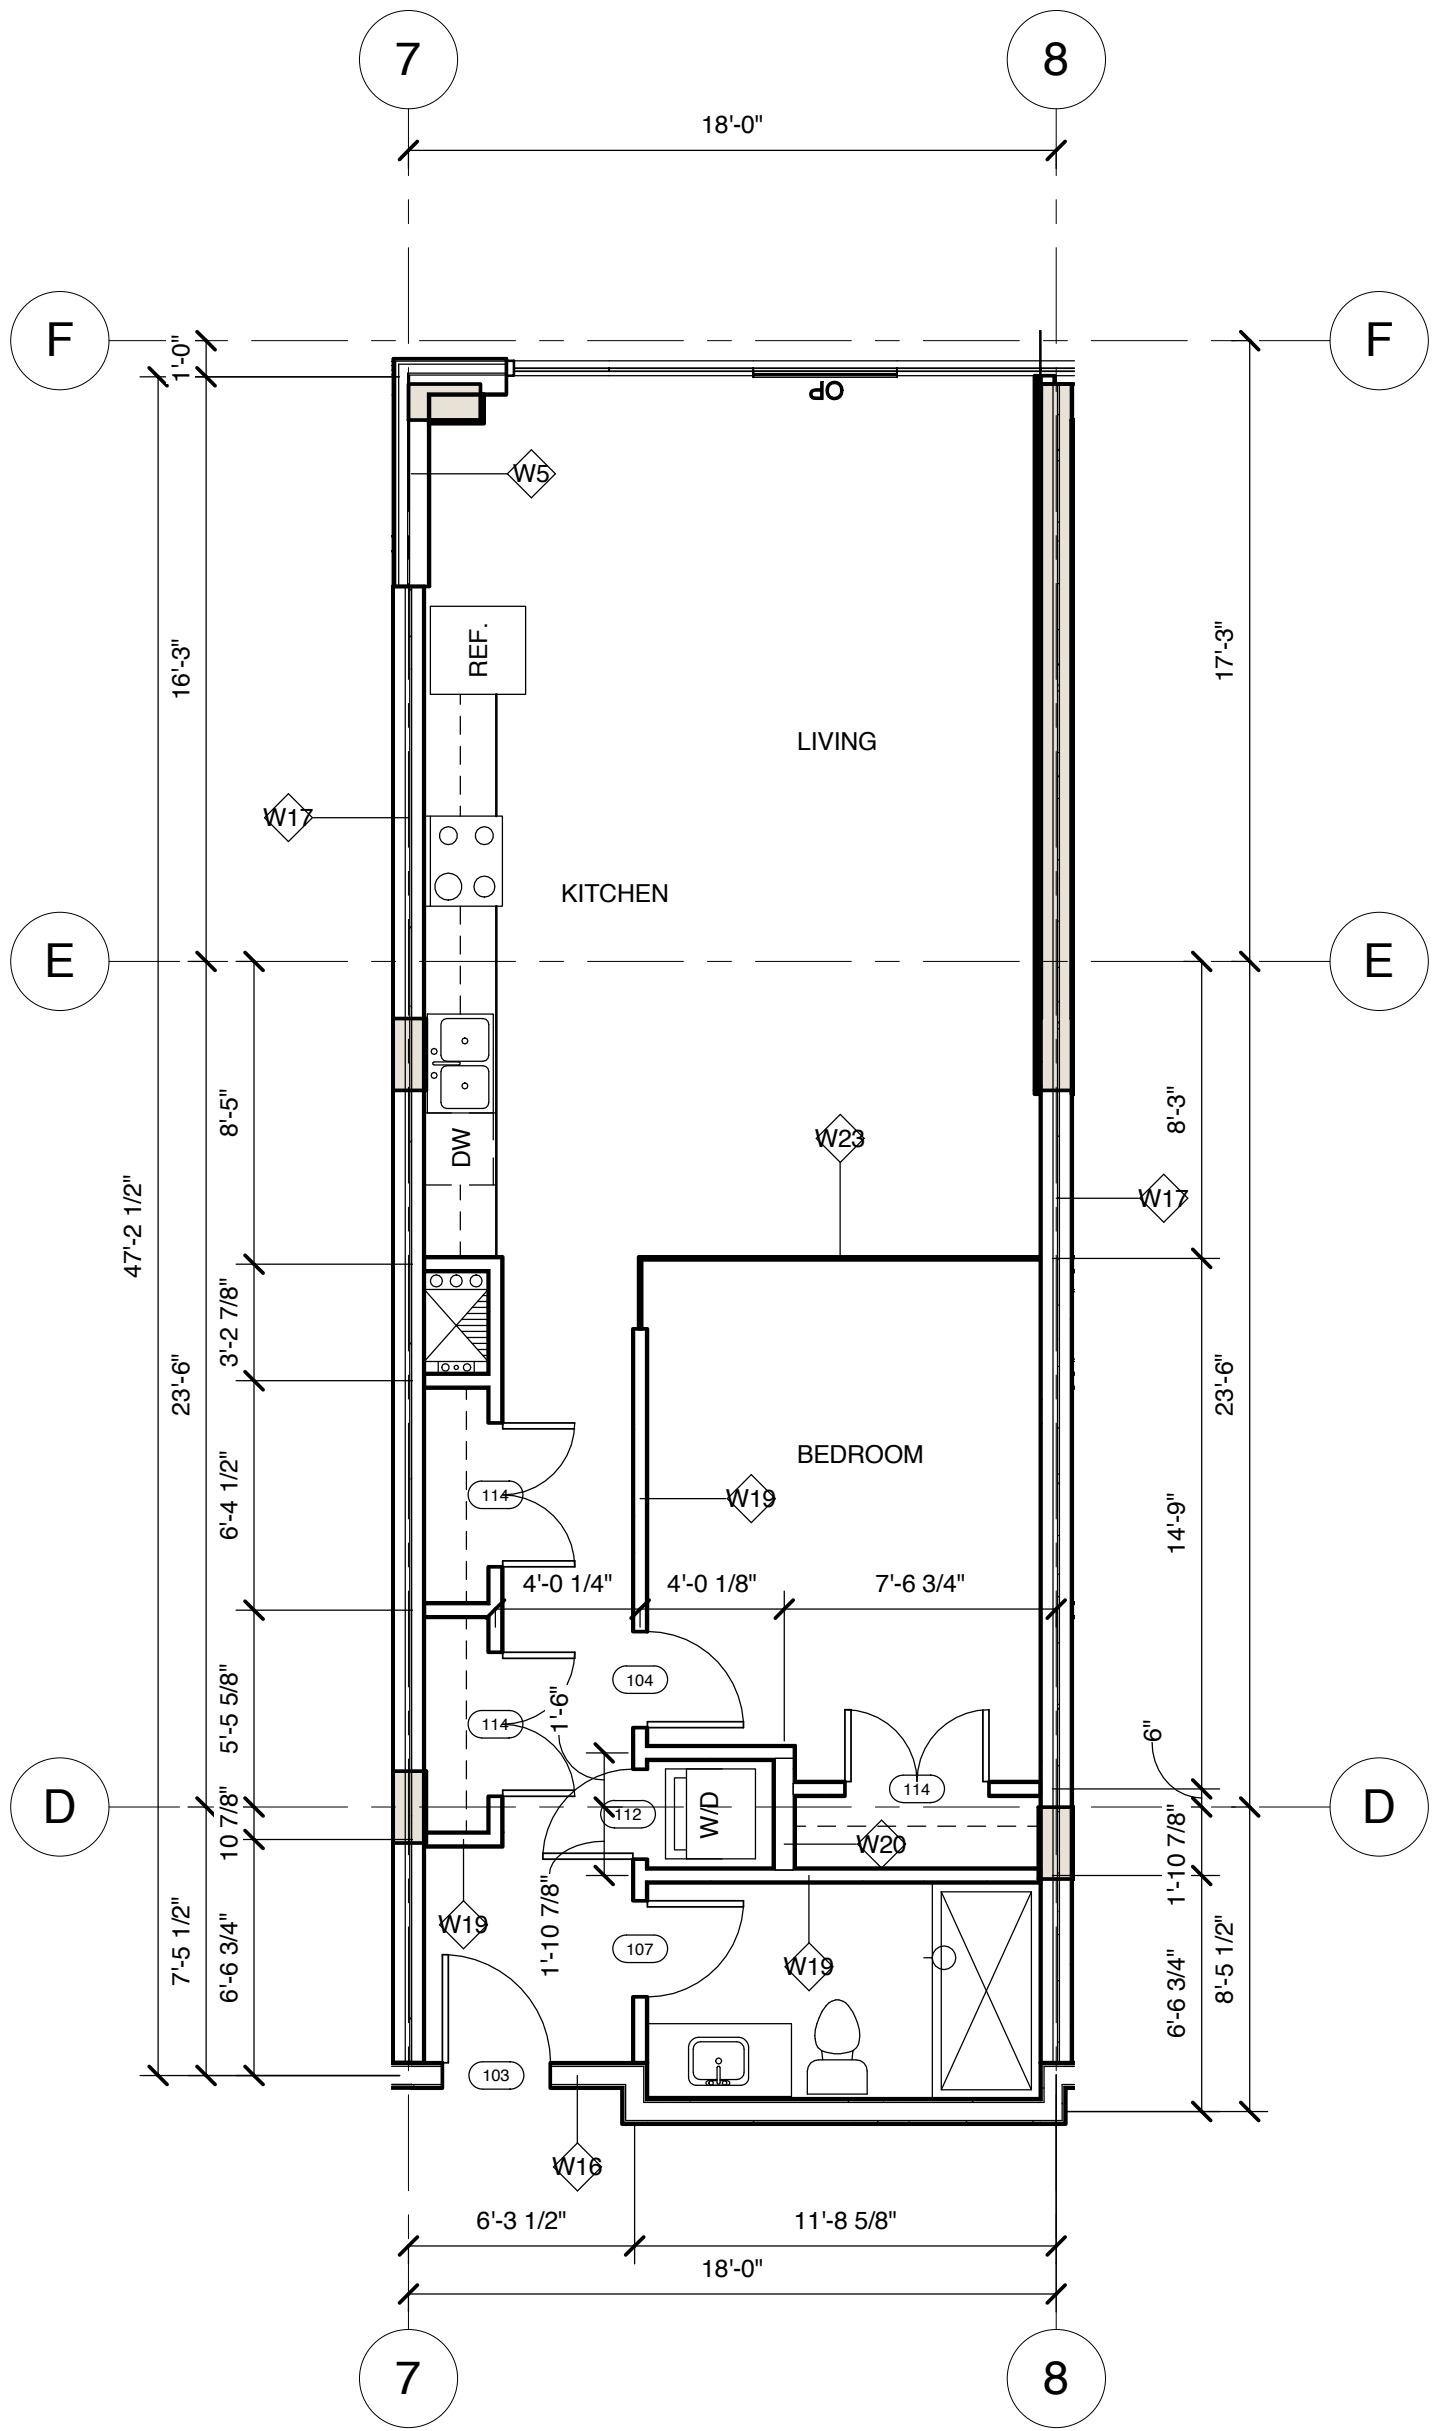 7
8
18'-0"
F
F
1'-0"
OP
W5
16'-3"
17'-3"
REF.
LIVING
W17
KITCHEN
E
E
8'-5"
8'-3"
DW
W23
W17
47'-2 1/2"
3'-2 7/8"
23'-6"
23'-6"
BEDROOM
6'-4 1/2"
114
W19
14'-9"
4'-0 1/4"
4'-0 1/8"
7'-6 3/4"
104
5'-5 5/8"
114
1'-6"
6"
114
D
112
W/D
D
10 7/8"
W20
1'-10 7/8"
1'-10 7/8"
W19
107
W19
7'-5 1/2"
6'-6 3/4"
6'-6 3/4"
8'-5 1/2"
103
W16
6'-3 1/2"
11'-8 5/8"
18'-0"
7
8